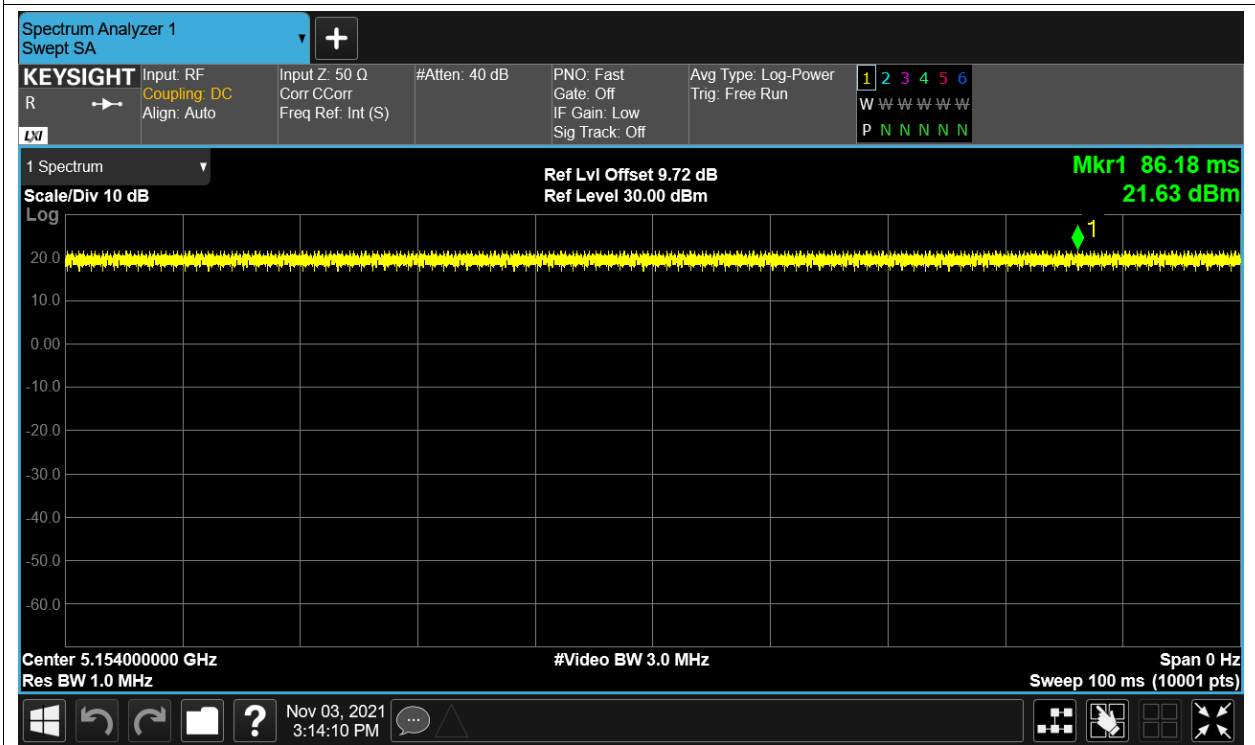 Spectrum Analyzer 1
Swept SA
KEYSIGHT
R
LXI
Input: RF
Coupling: DC
Align: Auto
Input Z: 50 Ω
Corr CCorr
Freq Ref: Int (S)
#Atten: 40 dB
PNO: Fast
Gate: Off
IF Gain: Low
Sig Track: Off
Avg Type: Log-Power
Trig: Free Run
1 2 3 4 5 6
W W W W W W
P N N N N N
1 Spectrum
Scale/Div 10 dB
Log
Ref Lvl Offset 9.72 dB
Ref Level 30.00 dBm
Mkr1 86.18 ms
21.63 dBm
1
20.0
10.0
0.00
-10.0
-20.0
-30.0
-40.0
-50.0
-60.0
Center 5.154000000 GHz
Res BW 1.0 MHz
#Video BW 3.0 MHz
Span 0 Hz
Sweep 100 ms (10001 pts)
?
Nov 03, 2021
3:14:10 PM